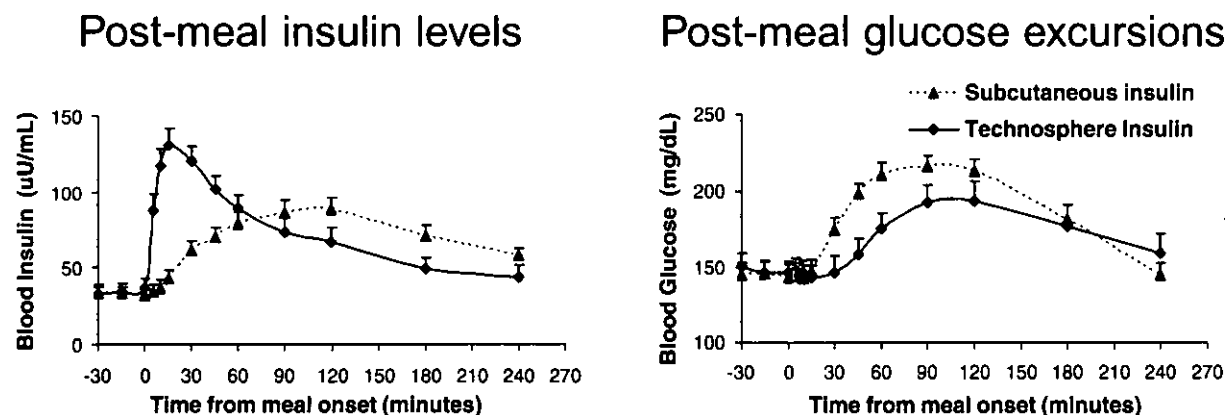 Post-meal insulin levels
Blood Insulin (uU/mL)
150
100
50
0
-30 0 30 60 90 120 150 180 210 240 270
Time from meal onset (minutes)
Post-meal glucose excursions
Subcutaneous insulin
Technosphere Insulin
Blood Glucose (mg/dL)
250
200
150
100
-30 0 30 60 90 120 150 180 210 240 270
Time from meal onset (minutes)